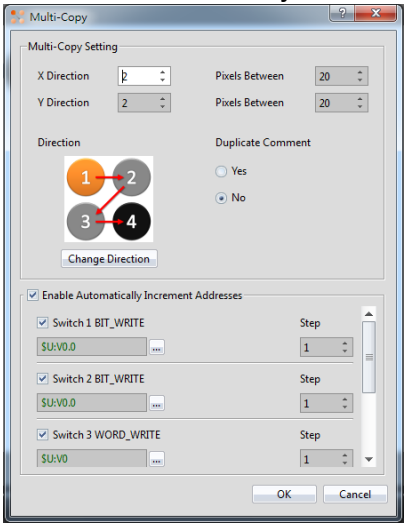 Multi-Copy
Multi-Copy Setting
X Direction 2 Pixels Between 20
Y Direction 2 Pixels Between 20
Direction Duplicate Comment
1 2
3 4
Yes
No
Change Direction
Enable Automatically Increment Addresses
Switch 1 BIT_WRITE Step
$U:V0.0 ... 1
Switch 2 BIT_WRITE Step
$U:V0.0 ... 1
Switch 3 WORD_WRITE Step
$U:V0 ... 1
OK Cancel